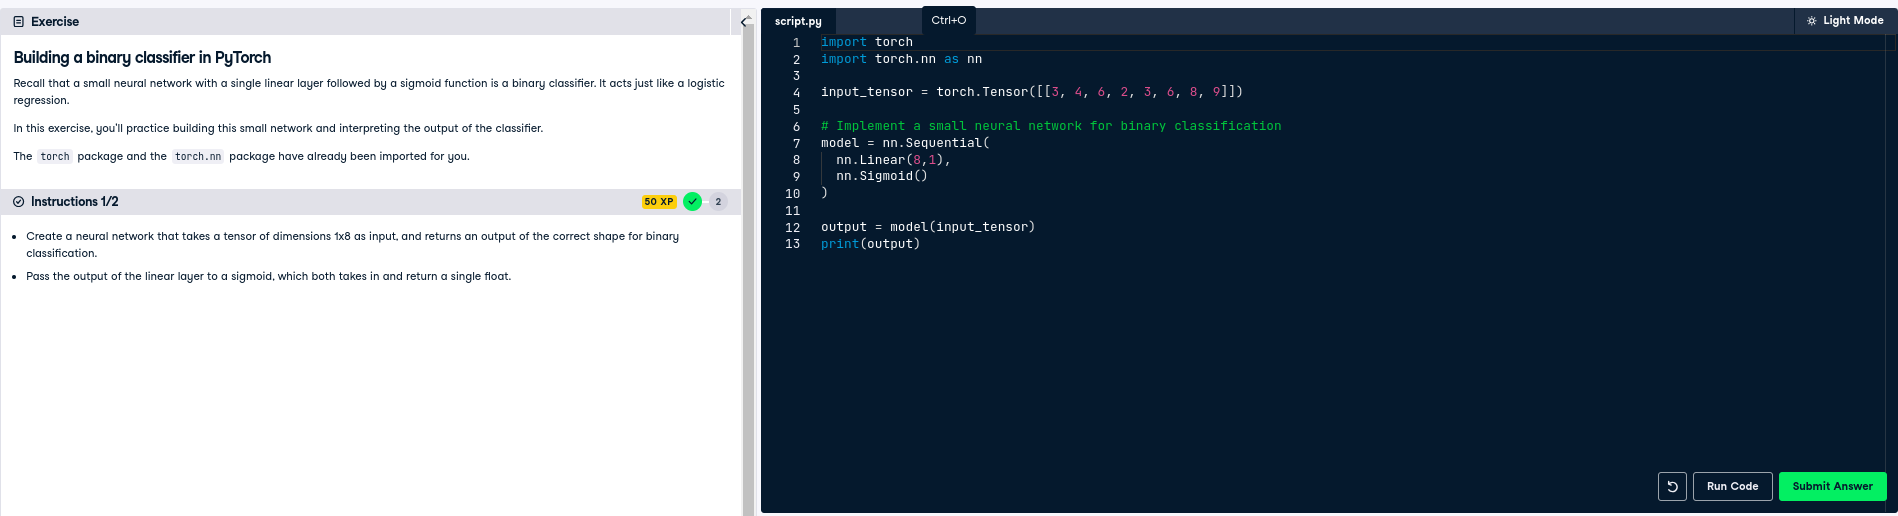 Exercise
Building a binary classifier in PyTorch
Recall that a small neural network with a single linear layer followed by a sigmoid function is a binary classifier. It acts just like a logistic
regression.
In this exercise, you'll practice building this small network and interpreting the output of the classifier.
The torch package and the torch.nn package have already been imported for you.
Instructions 1/2
50 XP
2
Create a neural network that takes a tensor of dimensions 1x8 as input, and returns an output of the correct shape for binary
classification.
Pass the output of the linear layer to a sigmoid, which both takes in and return a single float.
script.py
Ctrl+O
Light Mode
1 import torch
2 import torch.nn as nn
3
4 input_tensor = torch.Tensor([[3, 4, 6, 2, 3, 6, 8, 9]])
5
6 # Implement a small neural network for binary classification
7 model = nn.Sequential(
8   nn.Linear(8,1),
9   nn.Sigmoid()
10 )
11
12 output = model(input_tensor)
13 print(output)
Run Code
Submit Answer